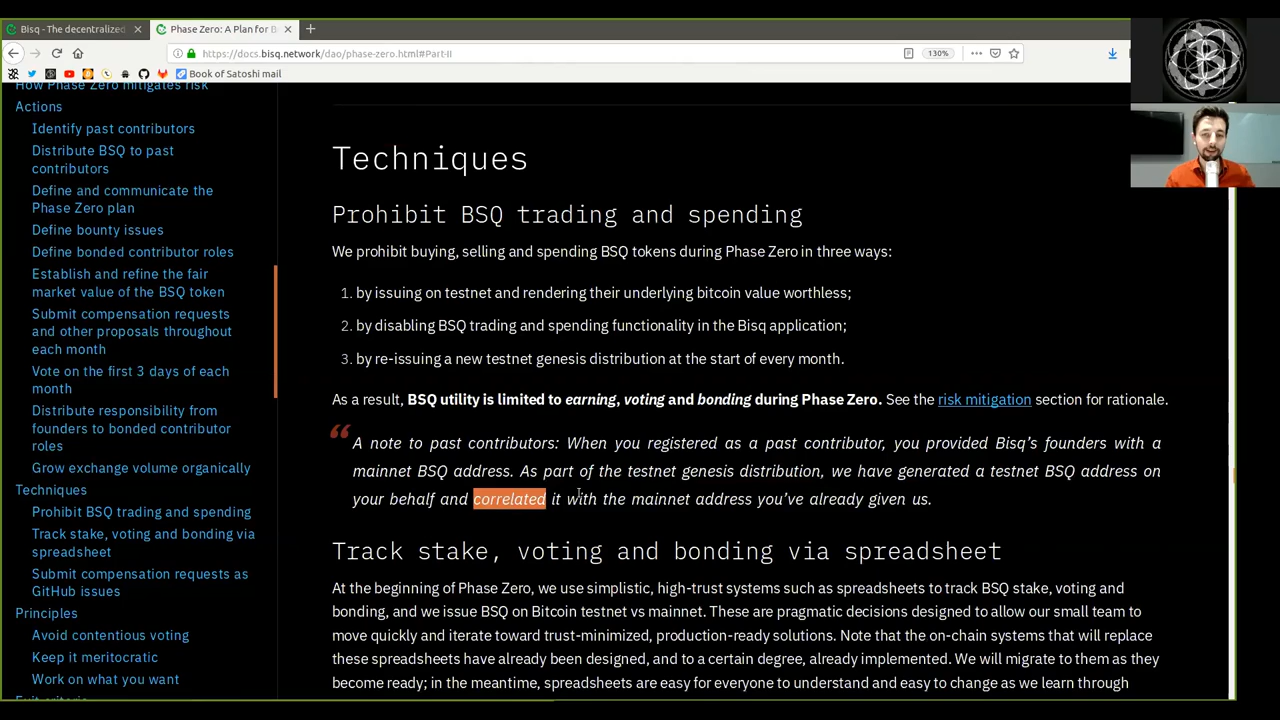 Bisq - The decentralized
Phase Zero: A Plan for B
https://docs.bisq.network/dao/phase-zero.html#Part-II
130%
Book of Satoshi mail
How Phase Zero mitigates risk
Actions
Identify past contributors
Distribute BSQ to past
contributors
Define and communicate the
Phase Zero plan
Define bounty issues
Define bonded contributor roles
Establish and refine the fair
market value of the BSQ token
Submit compensation requests
and other proposals throughout
each month
Vote on the first 3 days of each
month
Distribute responsibility from
founders to bonded contributor
roles
Grow exchange volume organically
Techniques
Prohibit BSQ trading and spending
Track stake, voting and bonding via
spreadsheet
Submit compensation requests as
GitHub issues
Principles
Avoid contentious voting
Keep it meritocratic
Work on what you want
Exit criteria
Techniques
Prohibit BSQ trading and spending
We prohibit buying, selling and spending BSQ tokens during Phase Zero in three ways:
1. by issuing on testnet and rendering their underlying bitcoin value worthless;
2. by disabling BSQ trading and spending functionality in the Bisq application;
3. by re-issuing a new testnet genesis distribution at the start of every month.
As a result, BSQ utility is limited to earning, voting and bonding during Phase Zero. See the risk mitigation section for rationale.
“ A note to past contributors: When you registered as a past contributor, you provided Bisq's founders with a
mainnet BSQ address. As part of the testnet genesis distribution, we have generated a testnet BSQ address on
your behalf and correlated it with the mainnet address you've already given us.
Track stake, voting and bonding via spreadsheet
At the beginning of Phase Zero, we use simplistic, high-trust systems such as spreadsheets to track BSQ stake, voting and
bonding, and we issue BSQ on Bitcoin testnet vs mainnet. These are pragmatic decisions designed to allow our small team to
move quickly and iterate toward trust-minimized, production-ready solutions. Note that the on-chain systems that will replace
these spreadsheets have already been designed, and to a certain degree, already implemented. We will migrate to them as they
become ready; in the meantime, spreadsheets are easy for everyone to understand and easy to change as we learn through